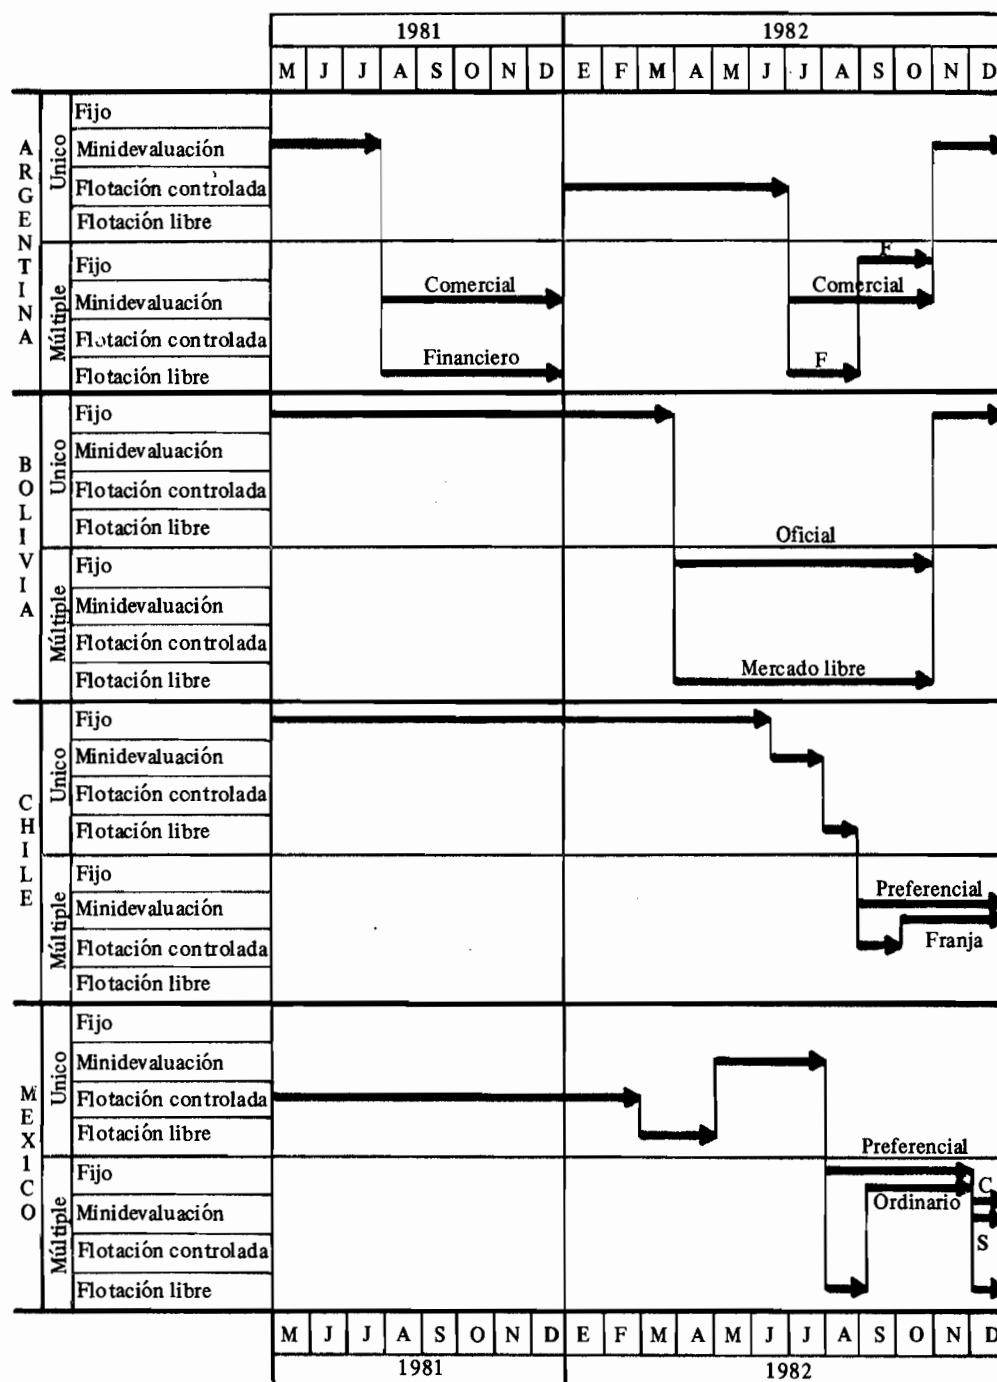 1981 1982
M J J A S O N D E F M A M J J A S O N D
ARGENTINA
Unico
Fijo
Minidevaluación
Flotación controlada
Flotación libre
Múltiple
Fijo F
Minidevaluación Comercial Comercial
Flotación controlada
Flotación libre Financiero F
BOLIVIA
Unico
Fijo
Minidevaluación
Flotación controlada
Flotación libre
Oficial
Múltiple
Fijo
Minidevaluación
Flotación controlada
Flotación libre Mercado libre
CHILE
Unico
Fijo
Minidevaluación
Flotación controlada
Flotación libre
Múltiple
Fijo
Preferencial
Minidevaluación
Flotación controlada Franja
Flotación libre
MEX1CO
Unico
Fijo
Minidevaluación
Flotación controlada
Flotación libre
Preferencial
Múltiple
Fijo C
Ordinario
Minidevaluación
Flotación controlada S
Flotación libre
M J J A S O N D E F M A M J J A S O N D
1981 1982